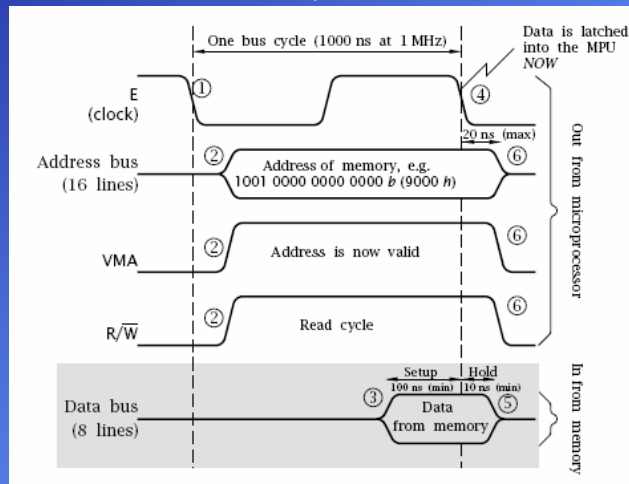 One bus cycle (1000 ns at 1 MHz)
Data is latched
into the MPU
NOW
E
(clock)
①
④
20 ns (max)
Address bus
(16 lines)
②
Address of memory, e.g.
1001 0000 0000 0000 b (9000 h)
⑥
VMA
②
Address is now valid
⑥
R/W̅
②
Read cycle
⑥
Out from microprocessor
Data bus
(8 lines)
③
Setup
100 ns (min)
Hold
10 ns (min)
Data
from memory
⑤
In from memory